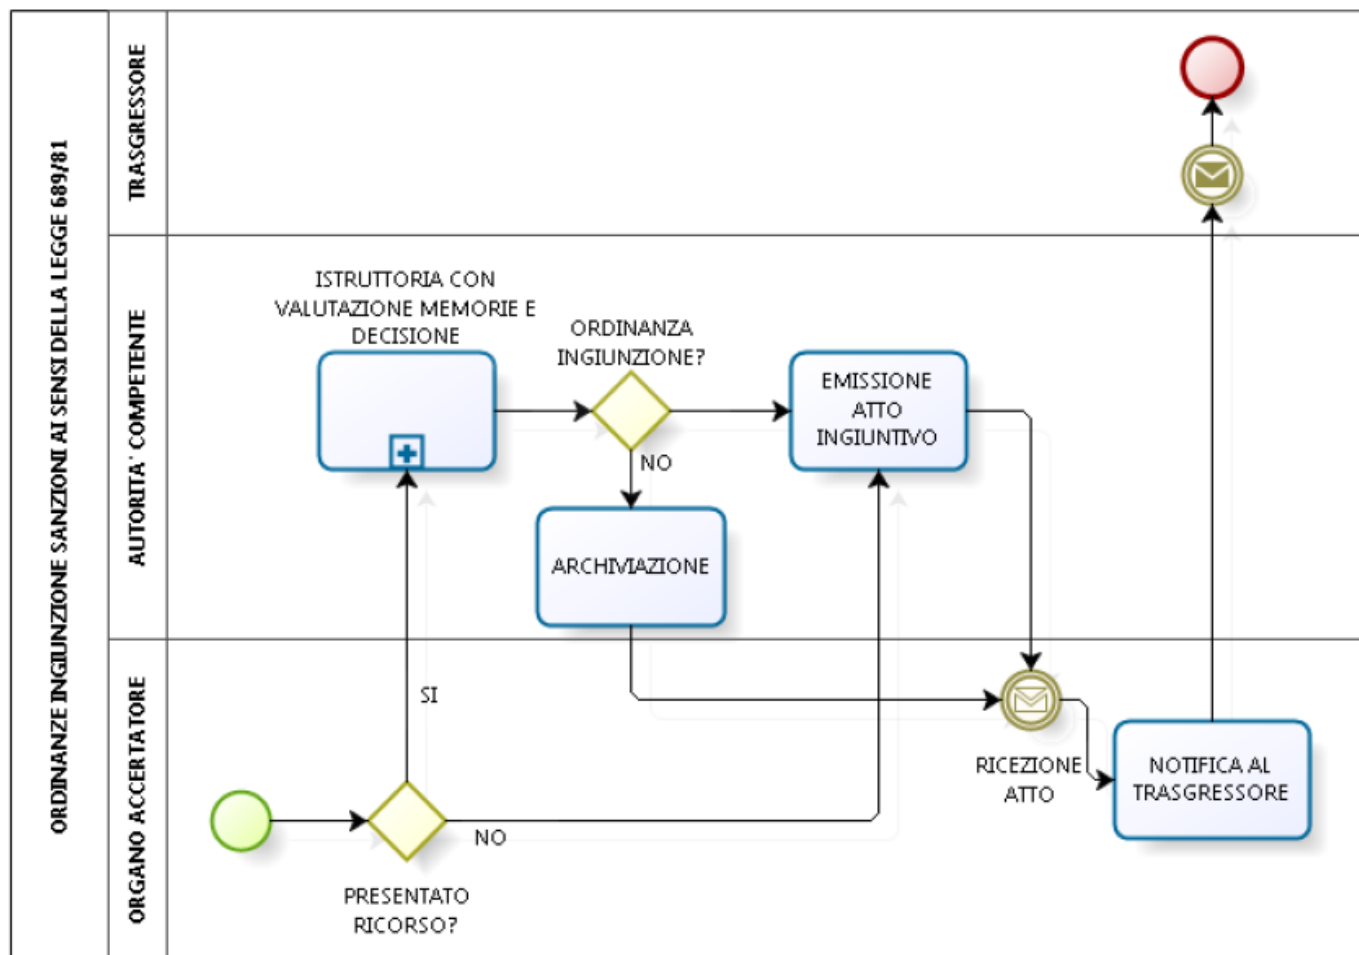 ORDINANZE INGIUNZIONE SANZIONI AI SENSI DELLA LEGGE 689/81
TRASGRESSORE
AUTORITA' COMPETENTE
ISTRUTTORIA CON
VALUTAZIONE MEMORIE E
DECISIONE
ORDINANZA
INGIUNZIONE?
EMISSIONE
ATTO
INGIUNTIVO
NO
ARCHIVIAZIONE
ORGANO ACCERTATORE
SI
NO
PRESENTATO
RICORSO?
RICEZIONE
ATTO
NOTIFICA AL
TRASGRESSORE